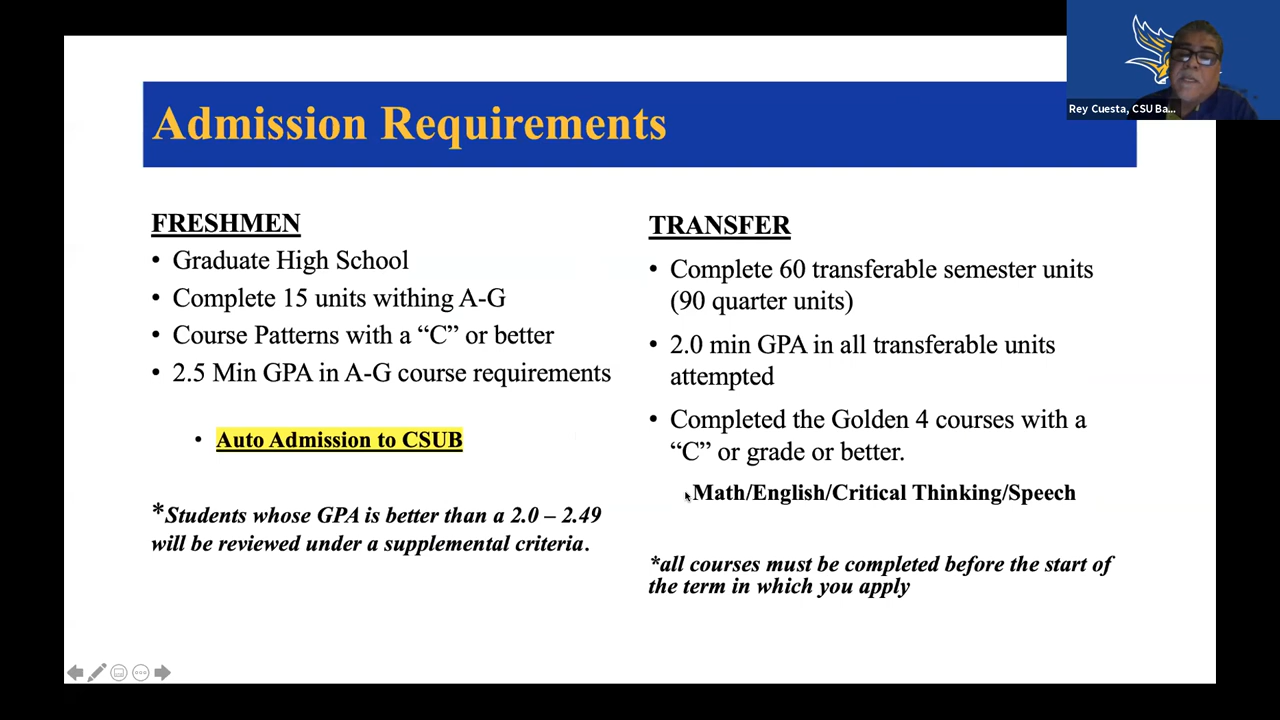 Rey Cuesta, CSU Ba...
Admission Requirements
FRESHMEN
• Graduate High School
• Complete 15 units withing A-G
• Course Patterns with a “C” or better
• 2.5 Min GPA in A-G course requirements
• Auto Admission to CSUB
*Students whose GPA is better than a 2.0 – 2.49
will be reviewed under a supplemental criteria.
TRANSFER
• Complete 60 transferable semester units
(90 quarter units)
• 2.0 min GPA in all transferable units
attempted
• Completed the Golden 4 courses with a
“C” or grade or better.
Math/English/Critical Thinking/Speech
*all courses must be completed before the start of
the term in which you apply